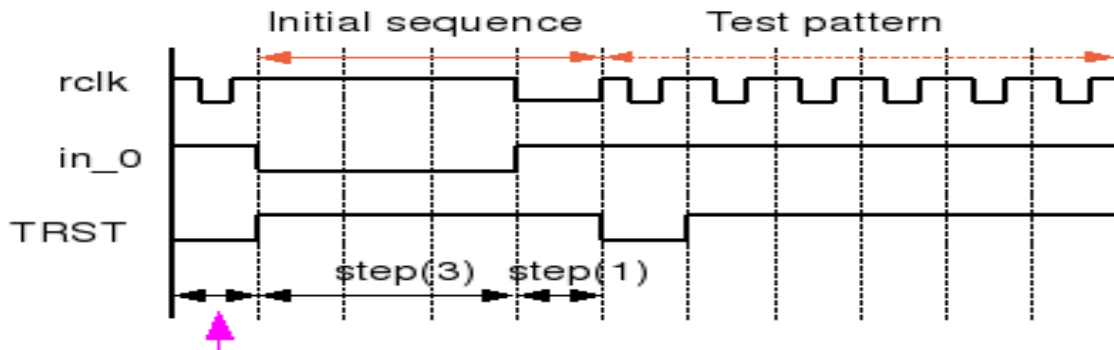 Initial sequence Test pattern
rclk
in_0
TRST
step(3) step(1)